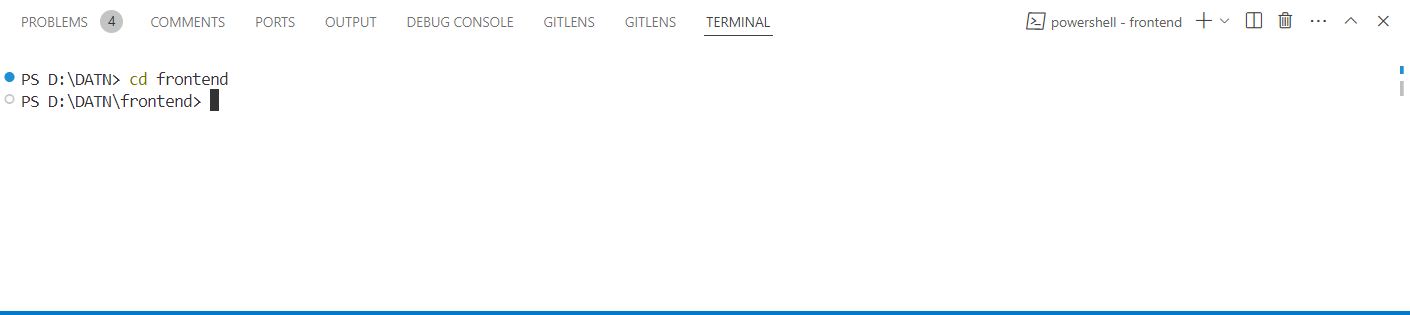 PROBLEMS 4 COMMENTS PORTS OUTPUT DEBUG CONSOLE GITLENS GITLENS TERMINAL powershell - frontend
PS D:\DATN> cd frontend
PS D:\DATN\frontend>